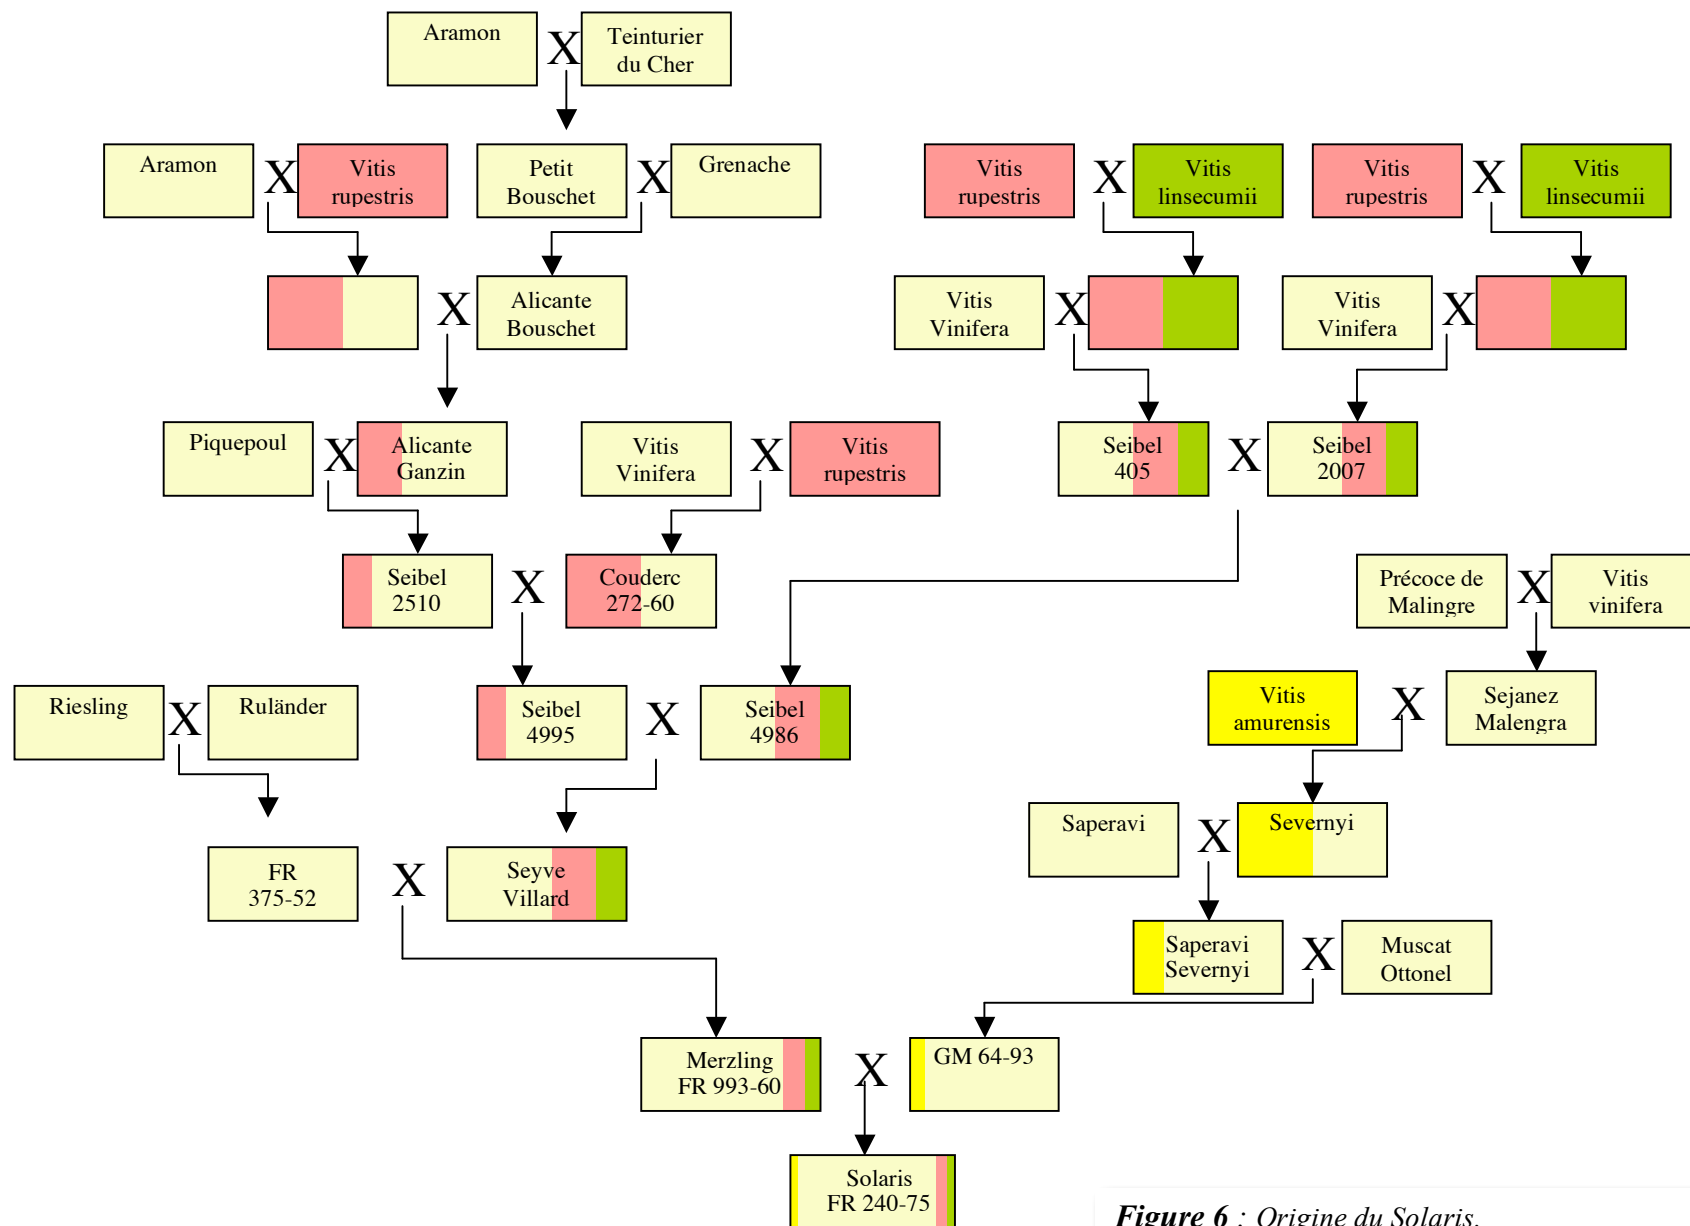 Aramon
X
Teinturier
du Cher
Aramon
X
Vitis
rupestris
Petit
Bouschet
X
Grenache
Vitis
rupestris
X
Vitis
linsecumii
Vitis
rupestris
X
Vitis
linsecumii
X
Alicante
Bouschet
Vitis
Vinifera
X
Vitis
Vinifera
X
Piquepoul
X
Alicante
Ganzin
Vitis
Vinifera
X
Vitis
rupestris
Seibel
405
X
Seibel
2007
Seibel
2510
X
Couderc
272-60
Précoce de
Malingre
X
Vitis
vinifera
Riesling
X
Ruländer
Seibel
4995
X
Seibel
4986
Vitis
amurensis
X
Sejanez
Malengra
Saperavi
X
Severnyi
FR
375-52
X
Seyve
Villard
Saperavi
Severnyi
X
Muscat
Ottonel
Merzling
FR 993-60
X
GM 64-93
Solaris
FR 240-75
Figure 6 : Origine du Solaris.